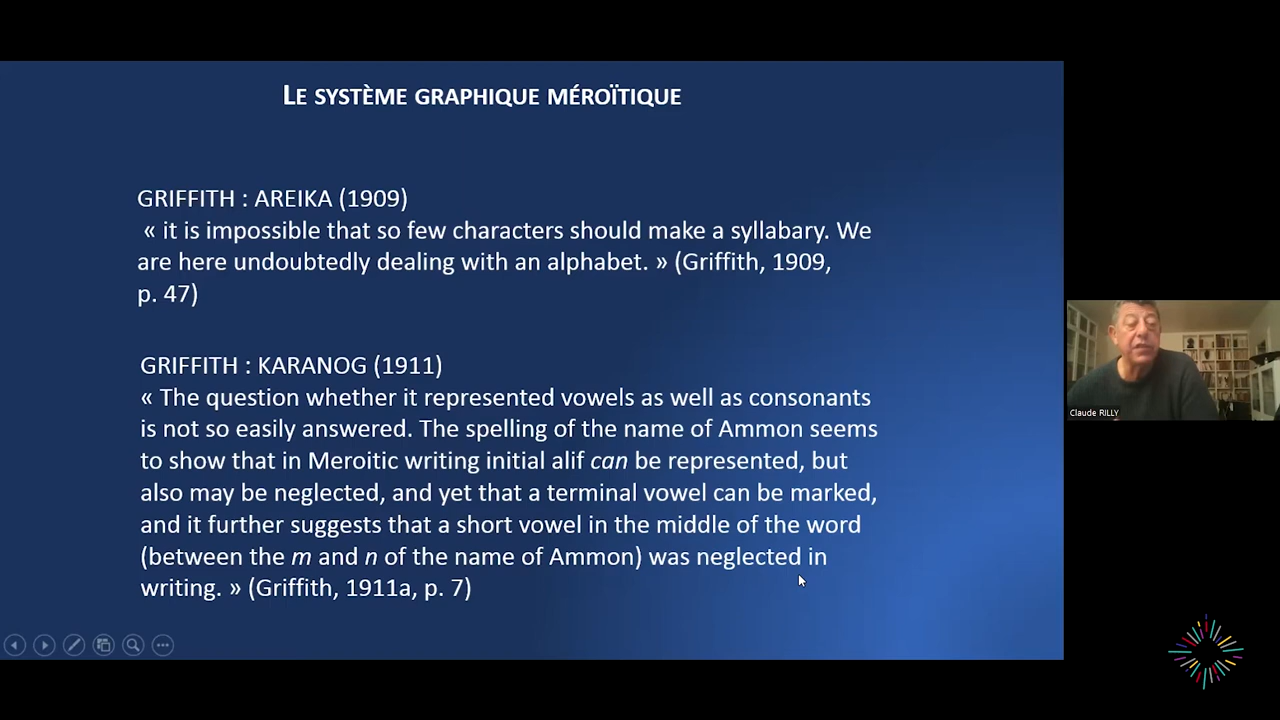 LE SYSTÈME GRAPHIQUE MÉROÏTIQUE
GRIFFITH : AREIKA (1909)
« it is impossible that so few characters should make a syllabary. We
are here undoubtedly dealing with an alphabet. » (Griffith, 1909,
p. 47)
GRIFFITH : KARANOG (1911)
« The question whether it represented vowels as well as consonants
is not so easily answered. The spelling of the name of Ammon seems
to show that in Meroitic writing initial alif can be represented, but
also may be neglected, and yet that a terminal vowel can be marked,
and it further suggests that a short vowel in the middle of the word
(between the m and n of the name of Ammon) was neglected in
writing. » (Griffith, 1911a, p. 7)
Claude RILLY